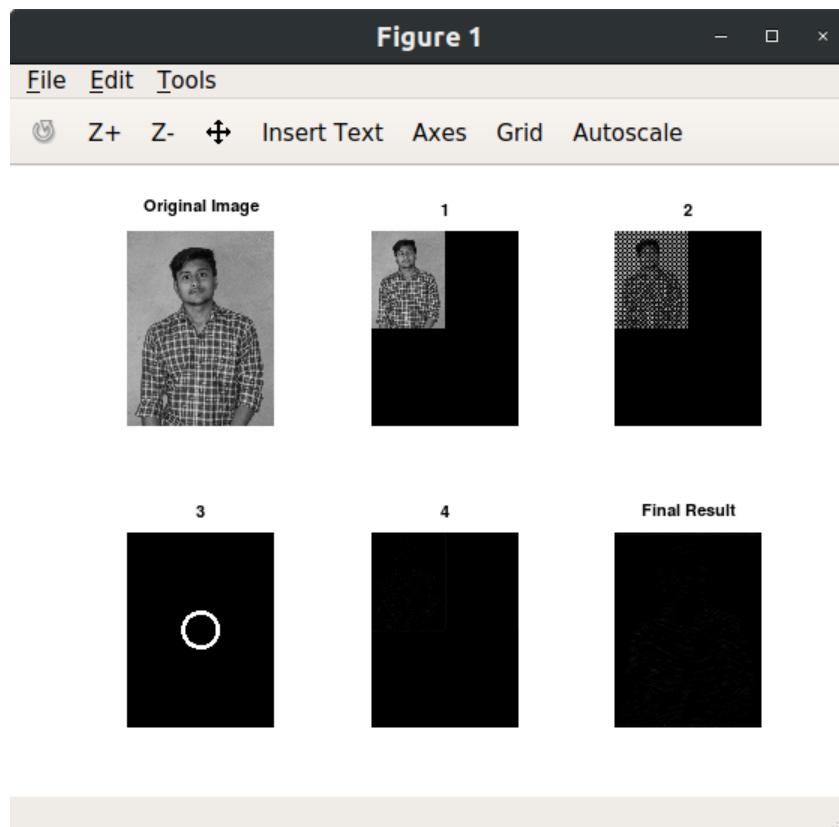 Figure 1
File Edit Tools
Z+ Z- Insert Text Axes Grid Autoscale
Original Image 1 2
3 4 Final Result